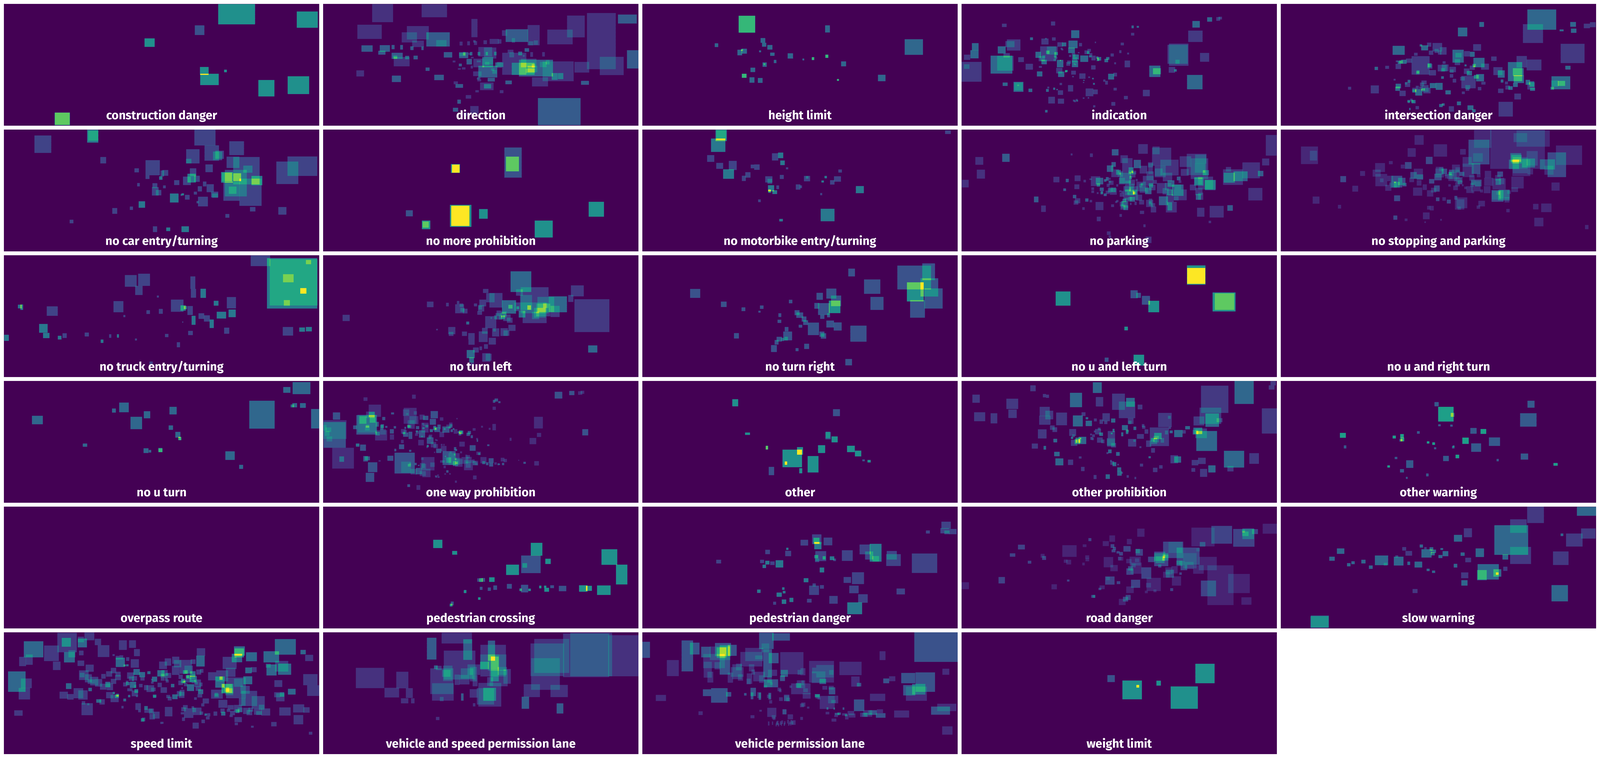 construction danger
direction
height limit
indication
intersection danger
no car entry/turning
no more prohibition
no motorbike entry/turning
no parking
no stopping and parking
no truck entry/turning
no turn left
no turn right
no u and left turn
no u and right turn
no u turn
one way prohibition
other
other prohibition
other warning
overpass route
pedestrian crossing
pedestrian danger
road danger
slow warning
speed limit
vehicle and speed permission lane
vehicle permission lane
weight limit